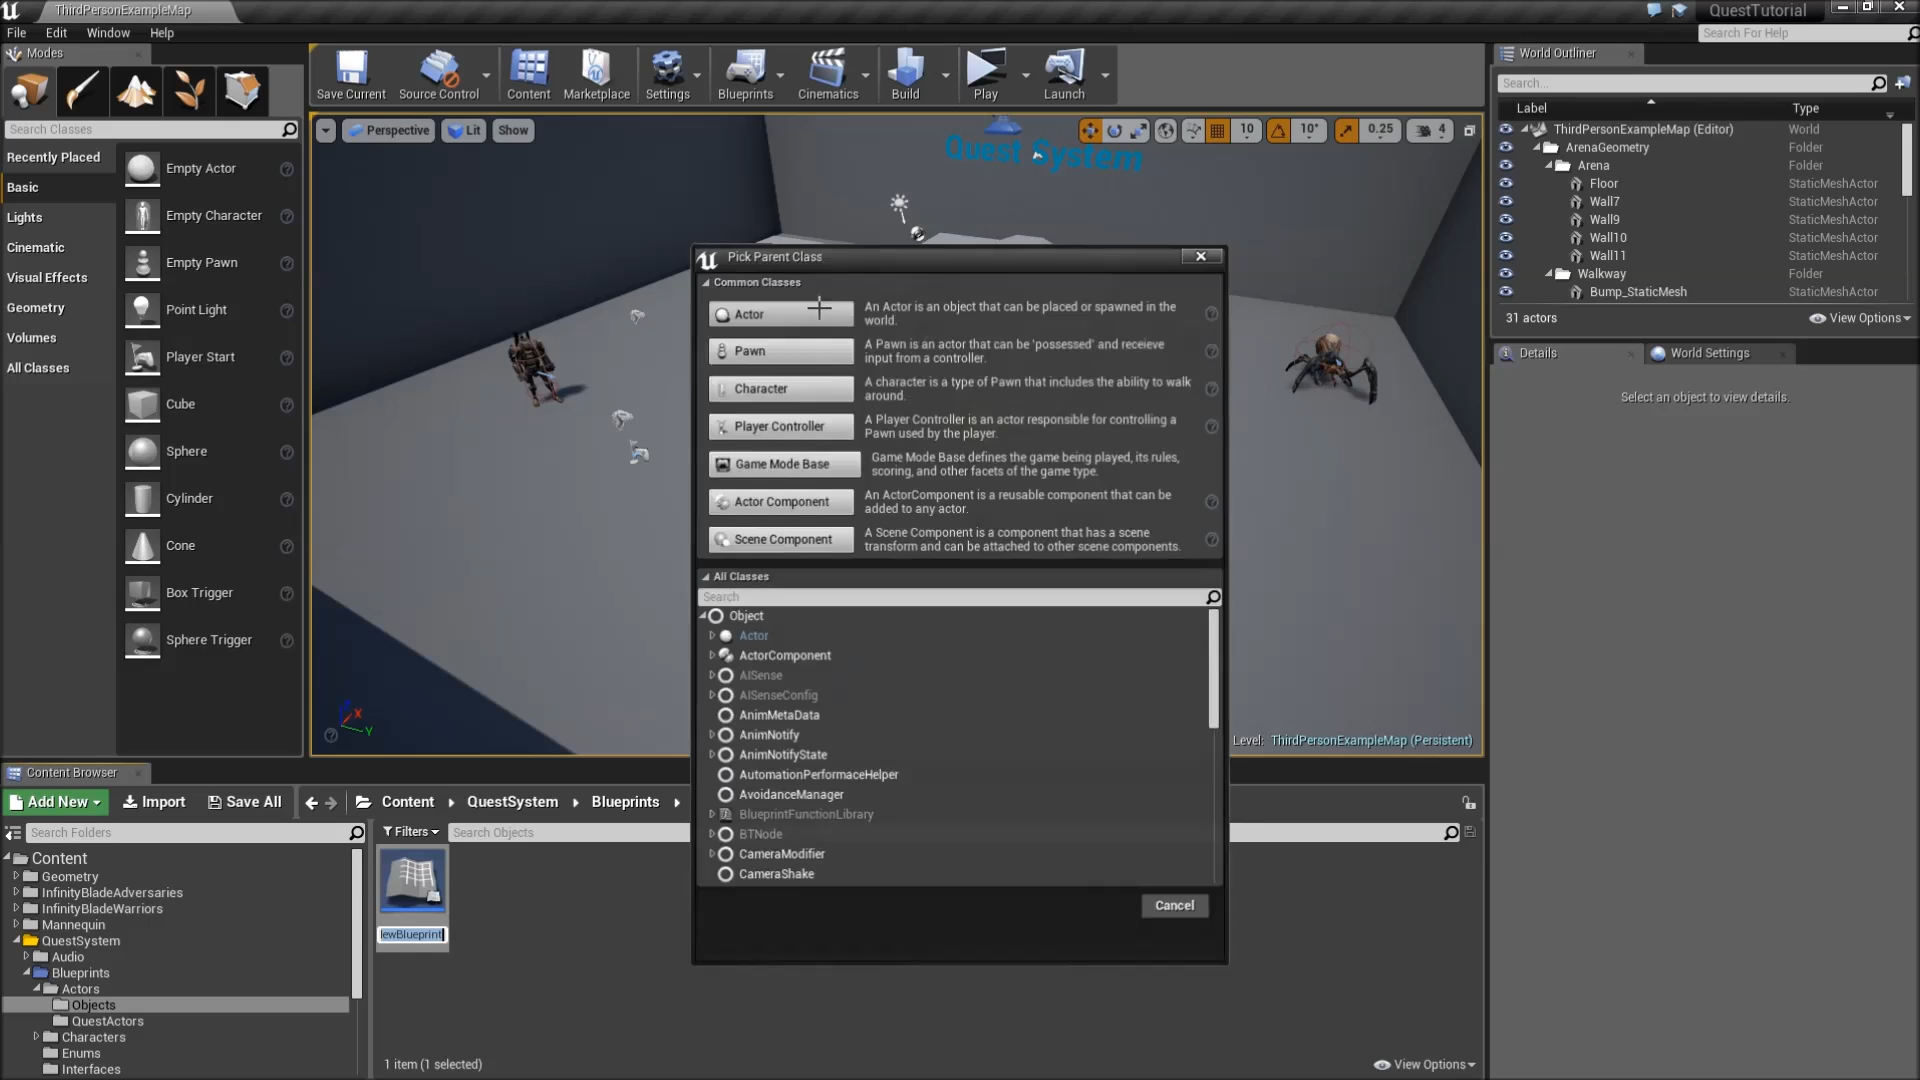 ThirdPersonExampleMap
QuestTutorial
File Edit Window Help
Search For Help
Modes
Save Current
Source Control
Content
Marketplace
Settings
Blueprints
Cinematics
Build
Play
Launch
World Outliner
Search...
Label Type
ThirdPersonExampleMap (Editor) World
ArenaGeometry Folder
Arena Folder
Floor StaticMeshActor
Wall7 StaticMeshActor
Wall9 StaticMeshActor
Wall10 StaticMeshActor
Wall11 StaticMeshActor
Walkway Folder
Bump_StaticMesh StaticMeshActor
31 actors
View Options
Details
World Settings
Select an object to view details.
Search Classes
Recently Placed
Basic
Lights
Cinematic
Visual Effects
Geometry
Volumes
All Classes
Empty Actor
Empty Character
Empty Pawn
Point Light
Player Start
Cube
Sphere
Cylinder
Cone
Box Trigger
Sphere Trigger
Perspective
Lit
Show
10
10°
0.25
4
Quest System
Pick Parent Class
Common Classes
Actor
An Actor is an object that can be placed or spawned in the
world.
Pawn
A Pawn is an actor that can be 'possessed' and receieve
input from a controller.
Character
A character is a type of Pawn that includes the ability to walk
around.
Player Controller
A Player Controller is an actor responsible for controlling a
Pawn used by the player.
Game Mode Base
Game Mode Base defines the game being played, its rules,
scoring, and other facets of the game type.
Actor Component
An ActorComponent is a reusable component that can be
added to any actor.
Scene Component
A Scene Component is a component that has a scene
transform and can be attached to other scene components.
All Classes
Search
Object
Actor
ActorComponent
AISense
AISenseConfig
AnimMetaData
AnimNotify
AnimNotifyState
AutomationPerformaceHelper
AvoidanceManager
BlueprintFunctionLibrary
BTNode
CameraModifier
CameraShake
Cancel
X
Y
Level: ThirdPersonExampleMap (Persistent)
Content Browser
Add New
Import
Save All
Content
QuestSystem
Blueprints
Search Folders
Filters
Search Objects
Content
Geometry
InfinityBladeAdversaries
InfinityBladeWarriors
Mannequin
QuestSystem
Audio
Blueprints
Actors
Objects
QuestActors
Characters
Enums
Interfaces
lewBlueprint
1 item (1 selected)
View Options